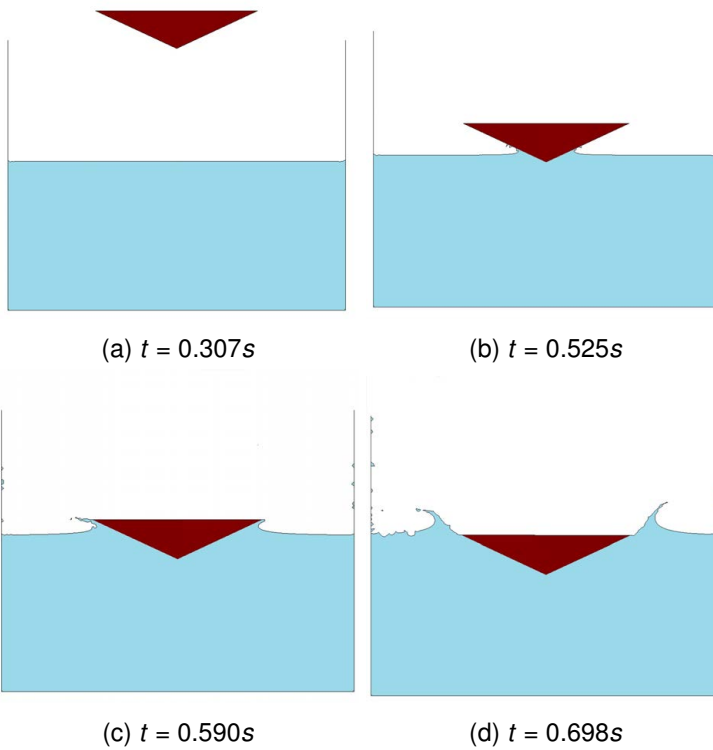 (a) t = 0.307s
(b) t = 0.525s
(c) t = 0.590s
(d) t = 0.698s